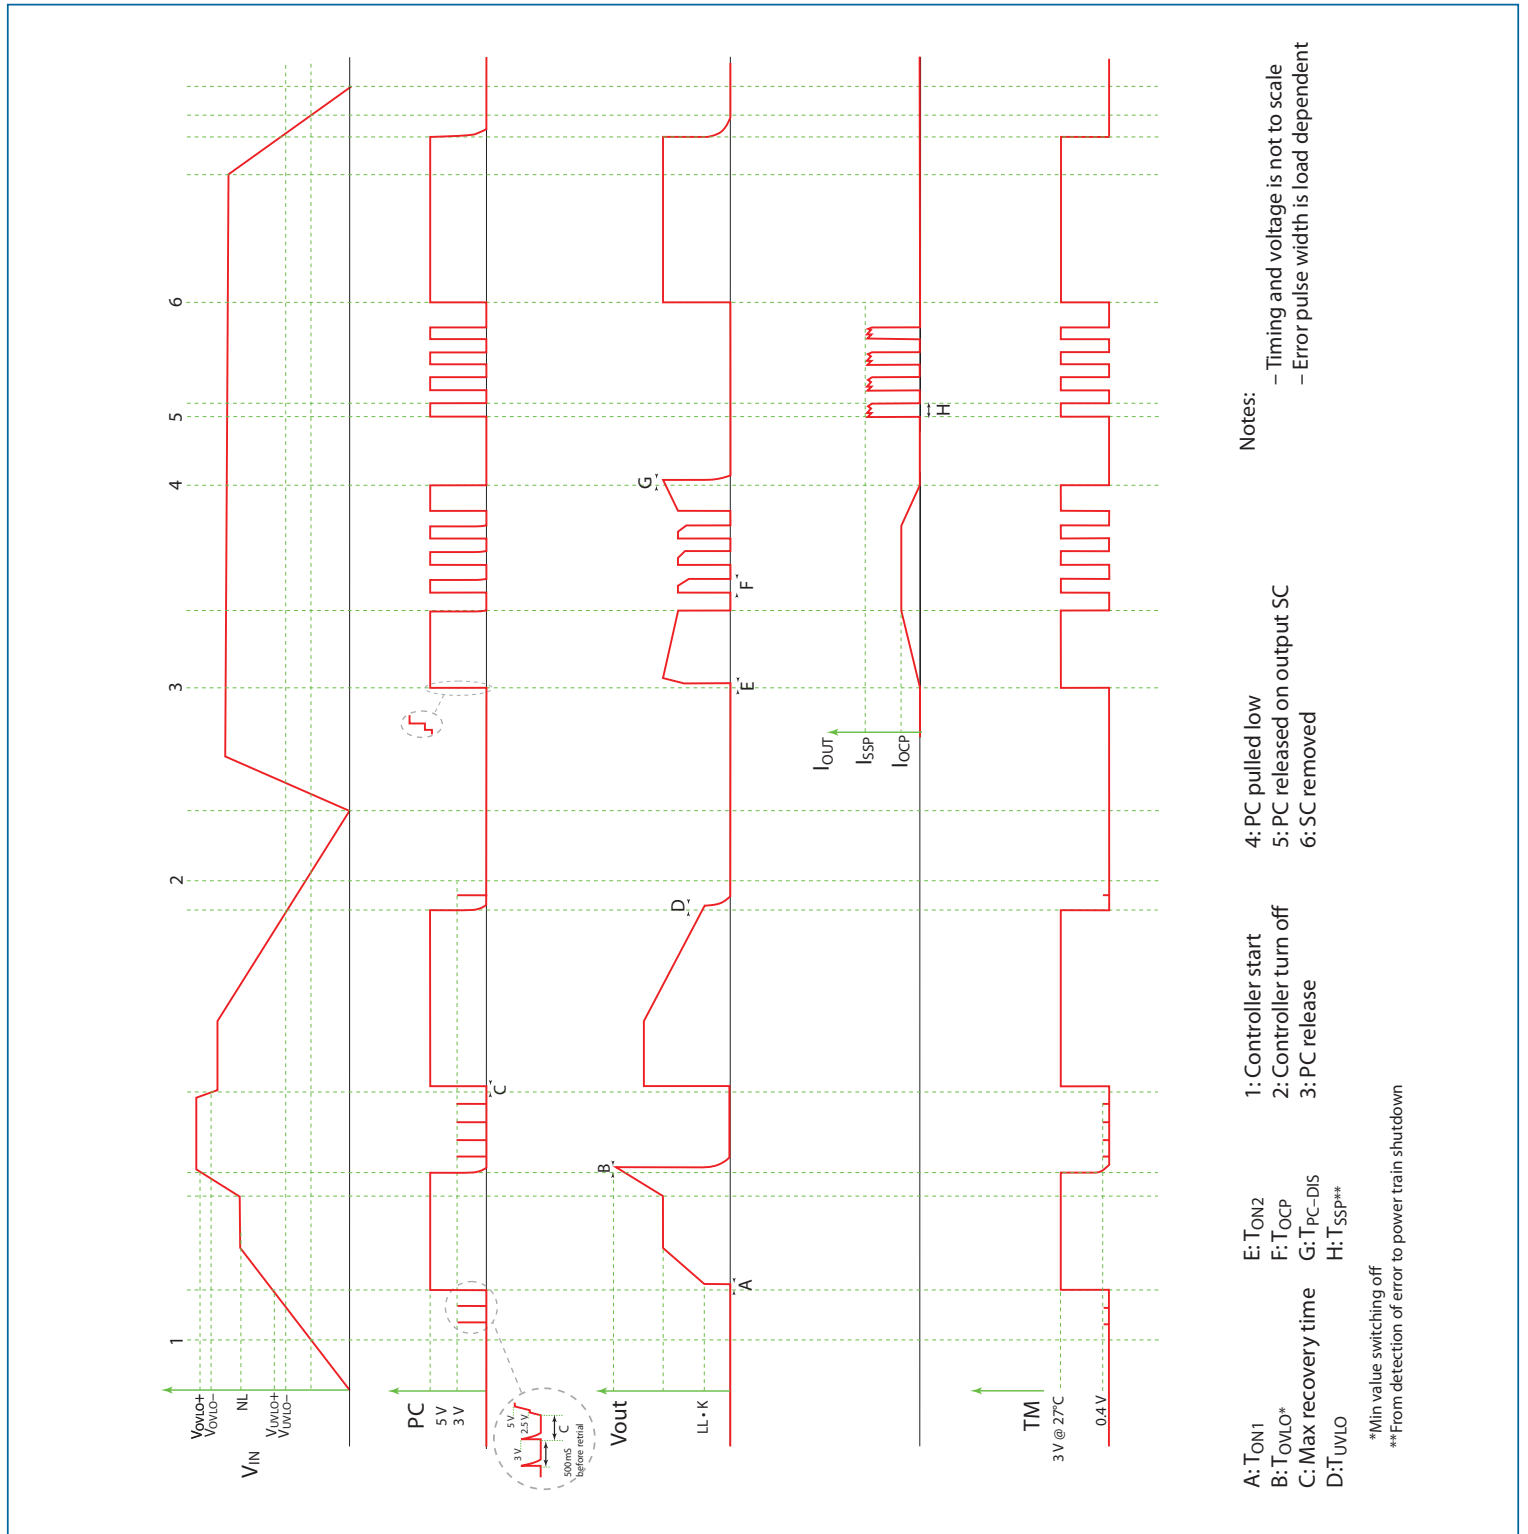 1
2
3
4
5
6
VOVLO+
VOVLO–
NL
VUVLO+
VUVLO–
VIN
PC
5 V
3 V
5 V
3 V
2.5 V
C
500mS
before retrial
C
Vout
LL • K
A
B
D
E
F
G
IOUT
ISSP
IOCP
H
TM
3 V @ 27°C
0.4 V
A: TON1
B: TOVLO*
C: Max recovery time
D:TUVLO
E: TON2
F: TOCP
G: TPC–DIS
H: TSSP**
1: Controller start
2: Controller turn off
3: PC release
4: PC pulled low
5: PC released on output SC
6: SC removed
Notes:
– Timing and voltage is not to scale
– Error pulse width is load dependent
*Min value switching off
**From detection of error to power train shutdown